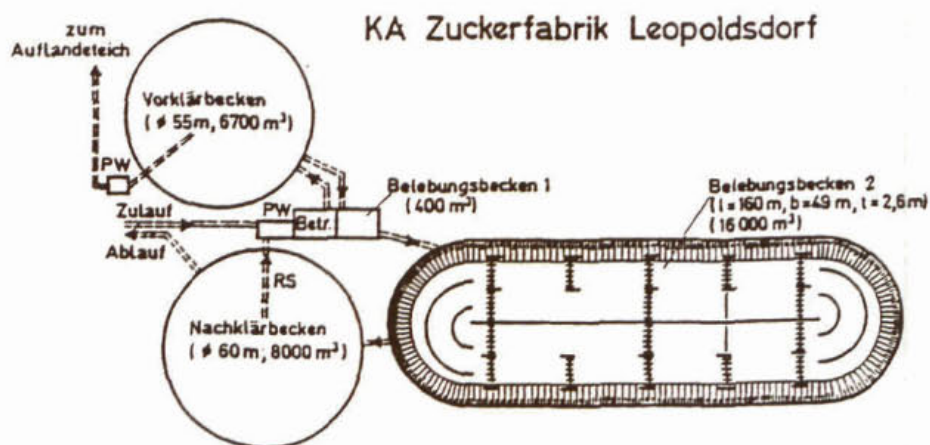 KA Zuckerfabrik Leopoldsdorf
zum
Auflandeteich
Vorklärbecken
( ø 55m, 6700 m³)
PW
Zulauf
Ablauf
PW
Betr.
Belebungsbecken 1
(400 m³)
Belebungsbecken 2
( l = 160 m, b = 49 m, t = 2,6 m)
(16 000 m³)
RS
Nachklärbecken
( ø 60 m, 8000 m³)